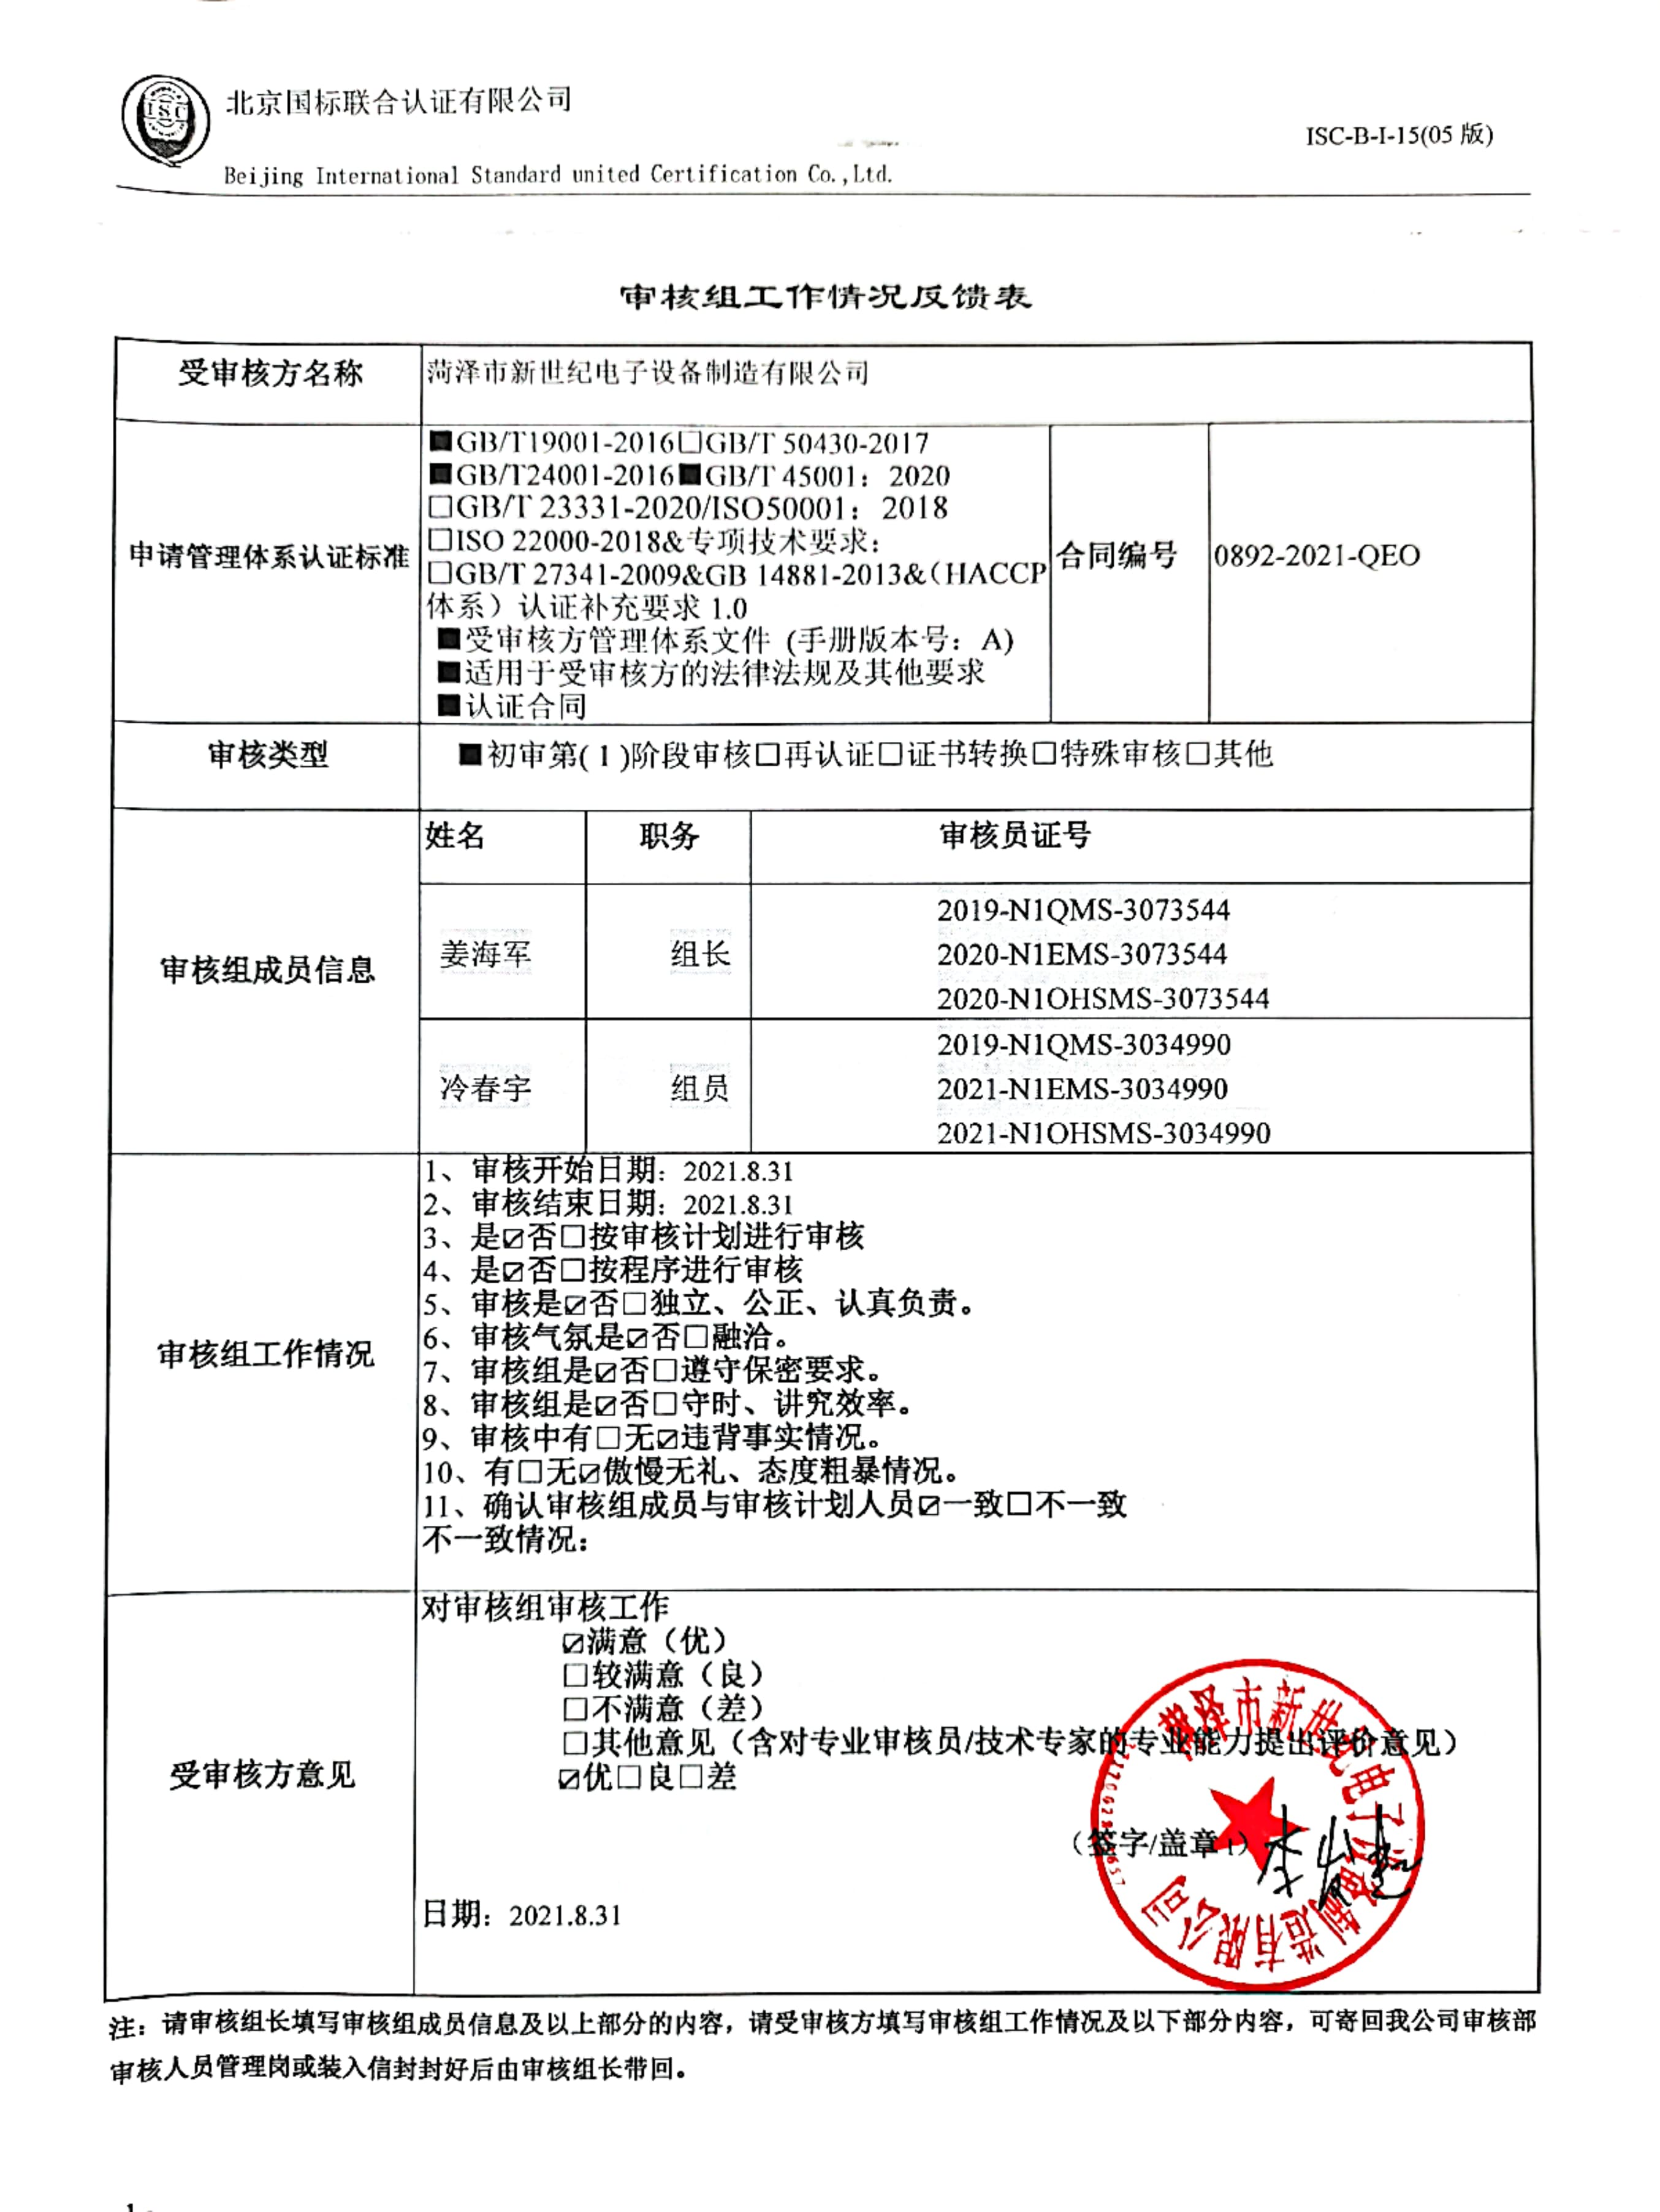 ISC
北京国标联合认证有限公司
ISC-B-I-15(05 版)
Beijing International Standard united Certification Co.,Ltd.
审核组工作情况反馈表
受审核方名称
菏泽市新世纪电子设备制造有限公司
申请管理体系认证标准
■GB/T19001-2016□GB/T 50430-2017
■GB/T24001-2016■GB/T 45001：2020
□GB/T 23331-2020/ISO50001：2018
□ISO 22000-2018&专项技术要求：
□GB/T 27341-2009&GB 14881-2013&（HACCP
体系）认证补充要求 1.0
■受审核方管理体系文件 (手册版本号：A)
■适用于受审核方的法律法规及其他要求
■认证合同
合同编号
0892-2021-QEO
审核类型
■初审第( 1 )阶段审核□再认证□证书转换□特殊审核□其他
审核组成员信息
姓名 职务 审核员证号
姜海军 组长
2019-N1QMS-3073544
2020-N1EMS-3073544
2020-N1OHSMS-3073544
冷春宇 组员
2019-N1QMS-3034990
2021-N1EMS-3034990
2021-N1OHSMS-3034990
审核组工作情况
1、审核开始日期：2021.8.31
2、审核结束日期：2021.8.31
3、是☑否□按审核计划进行审核
4、是☑否□按程序进行审核
5、审核是☑否□独立、公正、认真负责。
6、审核气氛是☑否□融洽。
7、审核组是☑否□遵守保密要求。
8、审核组是☑否□守时、讲究效率。
9、审核中有□无☑违背事实情况。
10、有□无☑傲慢无礼、态度粗暴情况。
11、确认审核组成员与审核计划人员☑一致□不一致
不一致情况：
受审核方意见
对审核组审核工作
☑满意（优）
□较满意（良）
□不满意（差）
□其他意见（含对专业审核员/技术专家的专业能力提出评价意见）
☑优□良□差
（签字/盖章）
菏泽市新世纪电子设备制造有限公司
日期：2021.8.31
注：请审核组长填写审核组成员信息及以上部分的内容，请受审核方填写审核组工作情况及以下部分内容，可寄回我公司审核部
审核人员管理岗或装入信封封好后由审核组长带回。